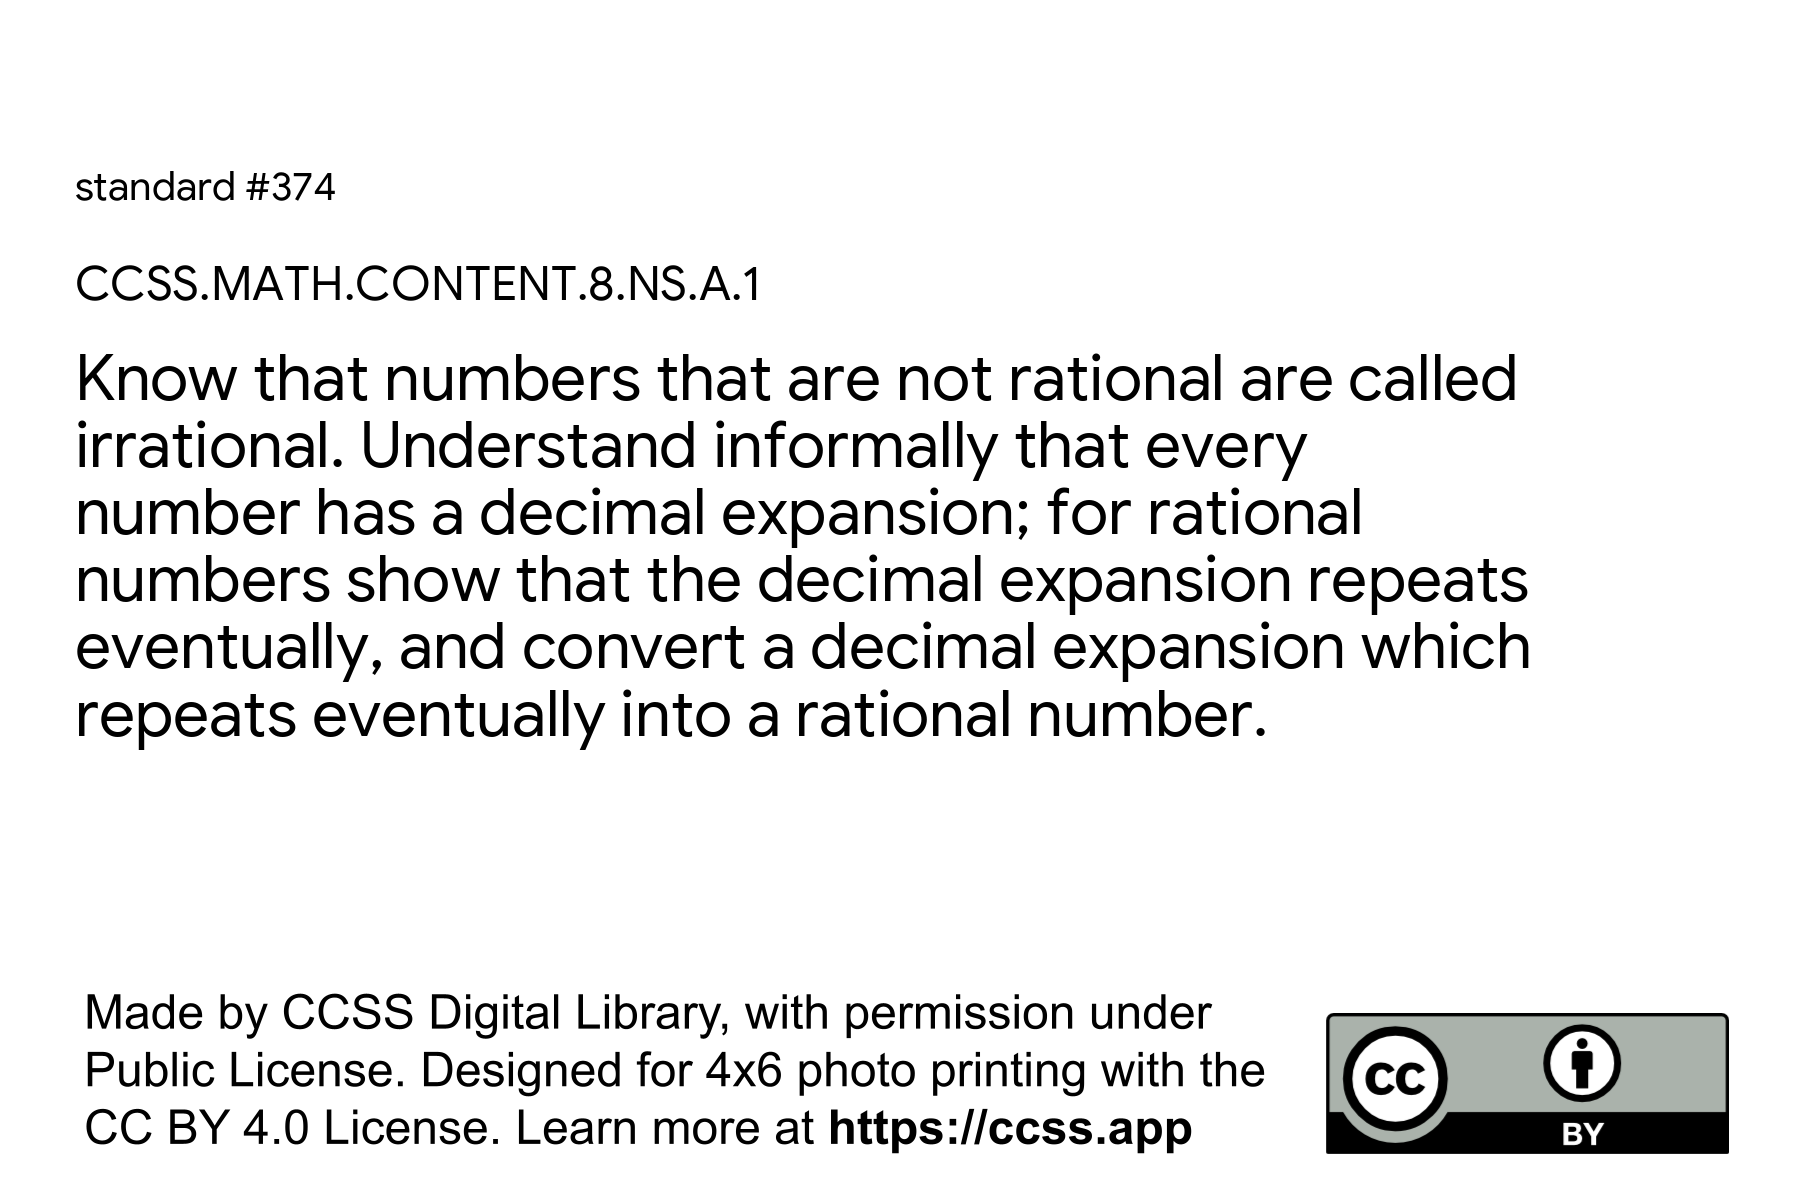 standard #374
CCSS.MATH.CONTENT.8.NS.A.1
Know that numbers that are not rational are called
irrational. Understand informally that every
number has a decimal expansion; for rational
numbers show that the decimal expansion repeats
eventually, and convert a decimal expansion which
repeats eventually into a rational number.
Made by CCSS Digital Library, with permission under
Public License. Designed for 4x6 photo printing with the
CC BY 4.0 License. Learn more at https://ccss.app
CC
BY